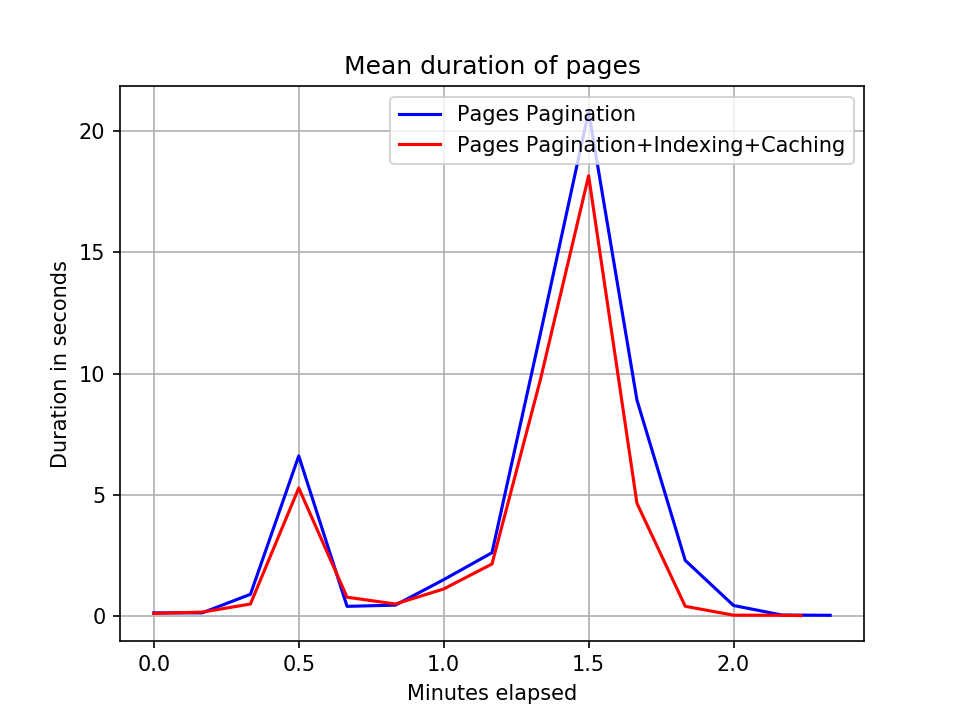 Mean duration of pages
Pages Pagination
Pages Pagination+Indexing+Caching
Duration in seconds
20
15
10
5
0
0.0 0.5 1.0 1.5 2.0
Minutes elapsed